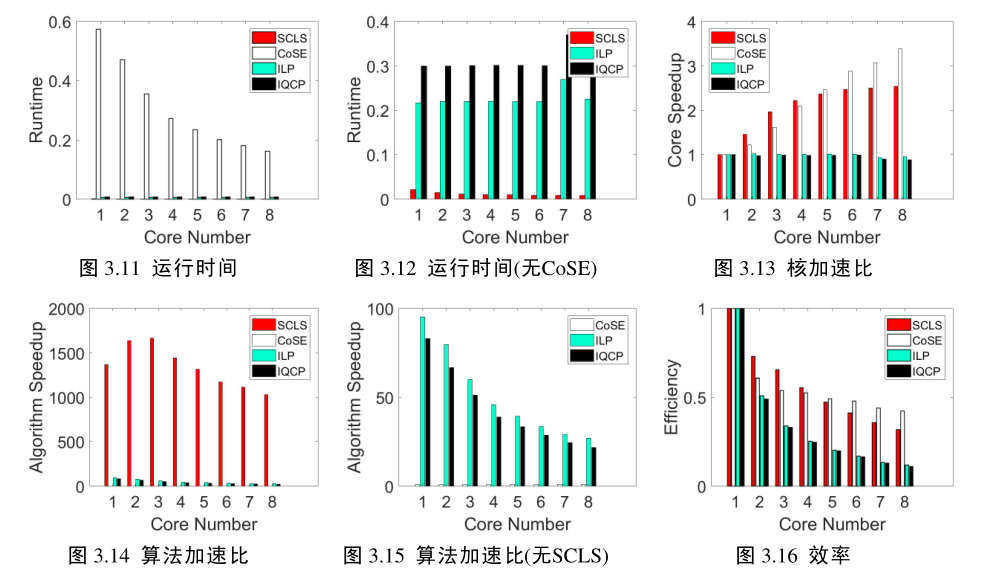 0.6
0.4
0.2
0
Runtime
SCLS
CoSE
ILP
IQCP
1 2 3 4 5 6 7 8
Core Number
图 3.11 运行时间
0.4
0.3
0.2
0.1
0
Runtime
SCLS
ILP
IQCP
1 2 3 4 5 6 7 8
Core Number
图 3.12 运行时间(无CoSE)
4
3
2
1
0
Core Speedup
SCLS
CoSE
ILP
IQCP
1 2 3 4 5 6 7 8
Core Number
图 3.13 核加速比
2000
1500
1000
500
0
Algorithm Speedup
SCLS
CoSE
ILP
IQCP
1 2 3 4 5 6 7 8
Core Number
图 3.14 算法加速比
100
50
0
Algorithm Speedup
CoSE
ILP
IQCP
1 2 3 4 5 6 7 8
Core Number
图 3.15 算法加速比(无SCLS)
1
0.5
0
Efficiency
SCLS
CoSE
ILP
IQCP
1 2 3 4 5 6 7 8
Core Number
图 3.16 效率